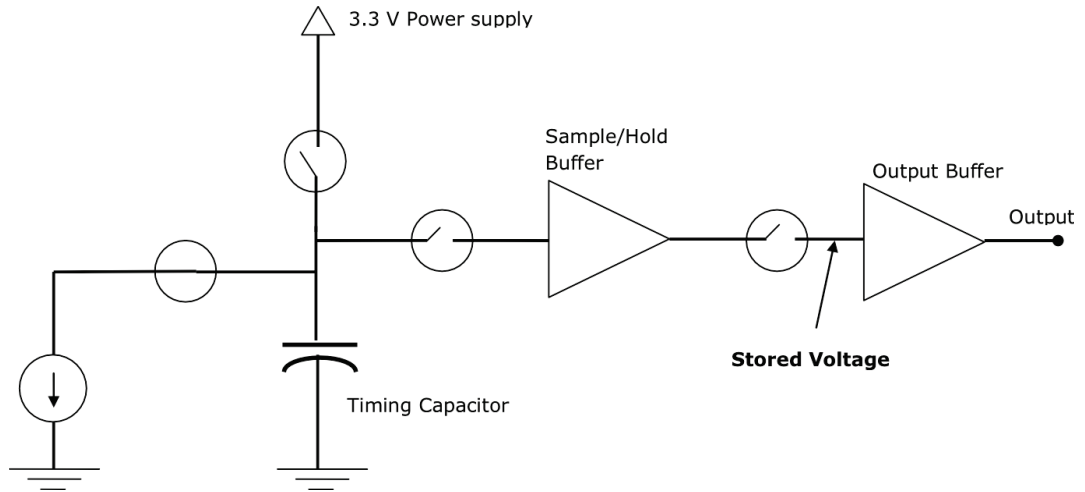 3.3 V Power supply
Sample/Hold
Buffer
Output Buffer
Output
Stored Voltage
Timing Capacitor